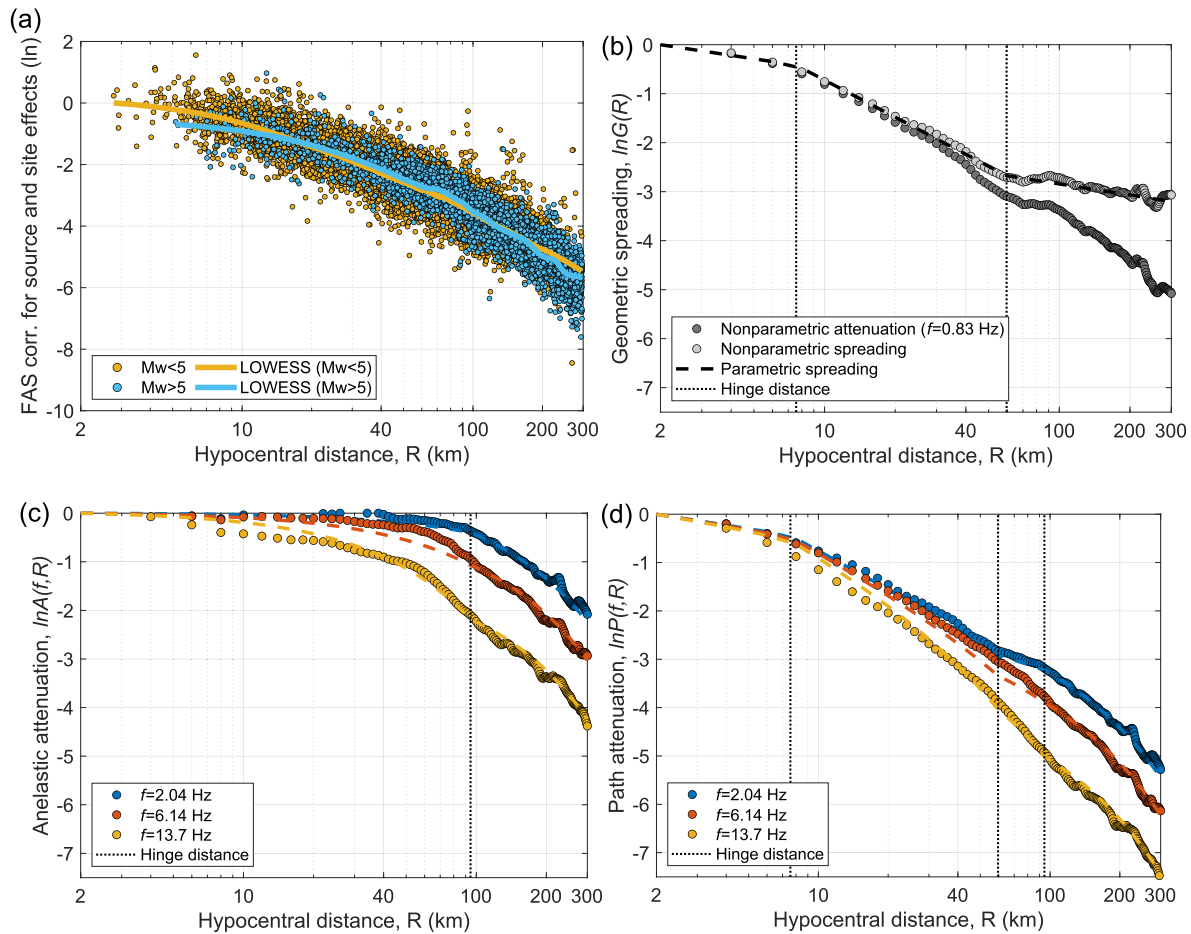 (a)
FAS corr. for source and site effects (ln)
2
0
-2
-4
-6
-8
-10
Mw<5
LOWESS (Mw<5)
Mw>5
LOWESS (Mw>5)
2
10
40
100
200
300
Hypocentral distance, R (km)
(b)
Geometric spreading, lnG(R)
0
-1
-2
-3
-4
-5
-6
-7
Nonparametric attenuation (f=0.83 Hz)
Nonparametric spreading
Parametric spreading
Hinge distance
2
10
40
100
200
300
Hypocentral distance, R (km)
(c)
Anelastic attenuation, lnA(f,R)
0
-1
-2
-3
-4
-5
-6
-7
f=2.04 Hz
f=6.14 Hz
f=13.7 Hz
Hinge distance
2
10
40
100
200
300
Hypocentral distance, R (km)
(d)
Path attenuation, lnP(f,R)
0
-1
-2
-3
-4
-5
-6
-7
f=2.04 Hz
f=6.14 Hz
f=13.7 Hz
Hinge distance
2
10
40
100
200
300
Hypocentral distance, R (km)